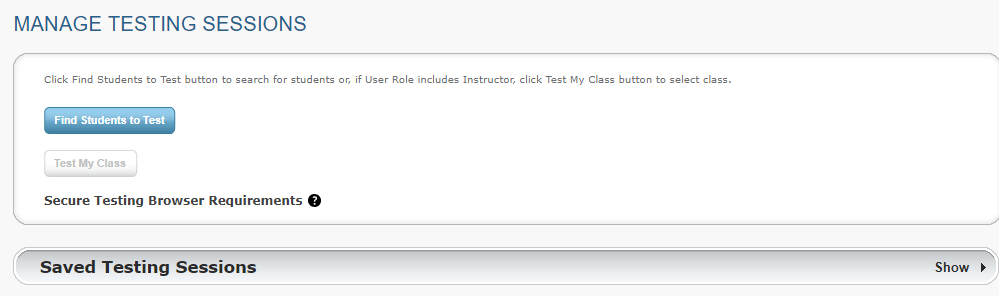 MANAGE TESTING SESSIONS
Click Find Students to Test button to search for students or, if User Role includes Instructor, click Test My Class button to select class.
Find Students to Test
Test My Class
Secure Testing Browser Requirements ?
Saved Testing Sessions Show